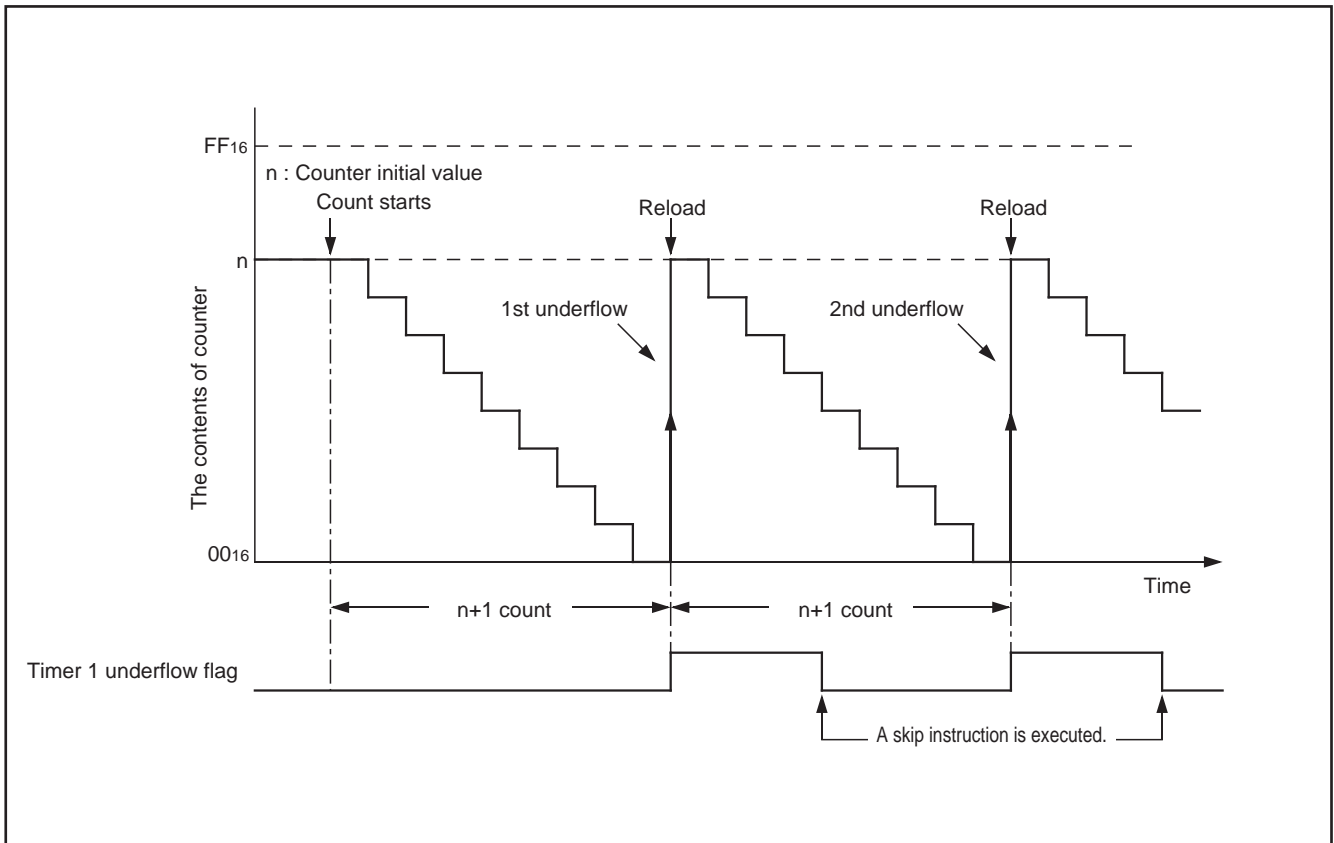 FF16
n : Counter initial value
Count starts
Reload
Reload
n
1st underflow
2nd underflow
The contents of counter
0016
Time
n+1 count
n+1 count
Timer 1 underflow flag
A skip instruction is executed.